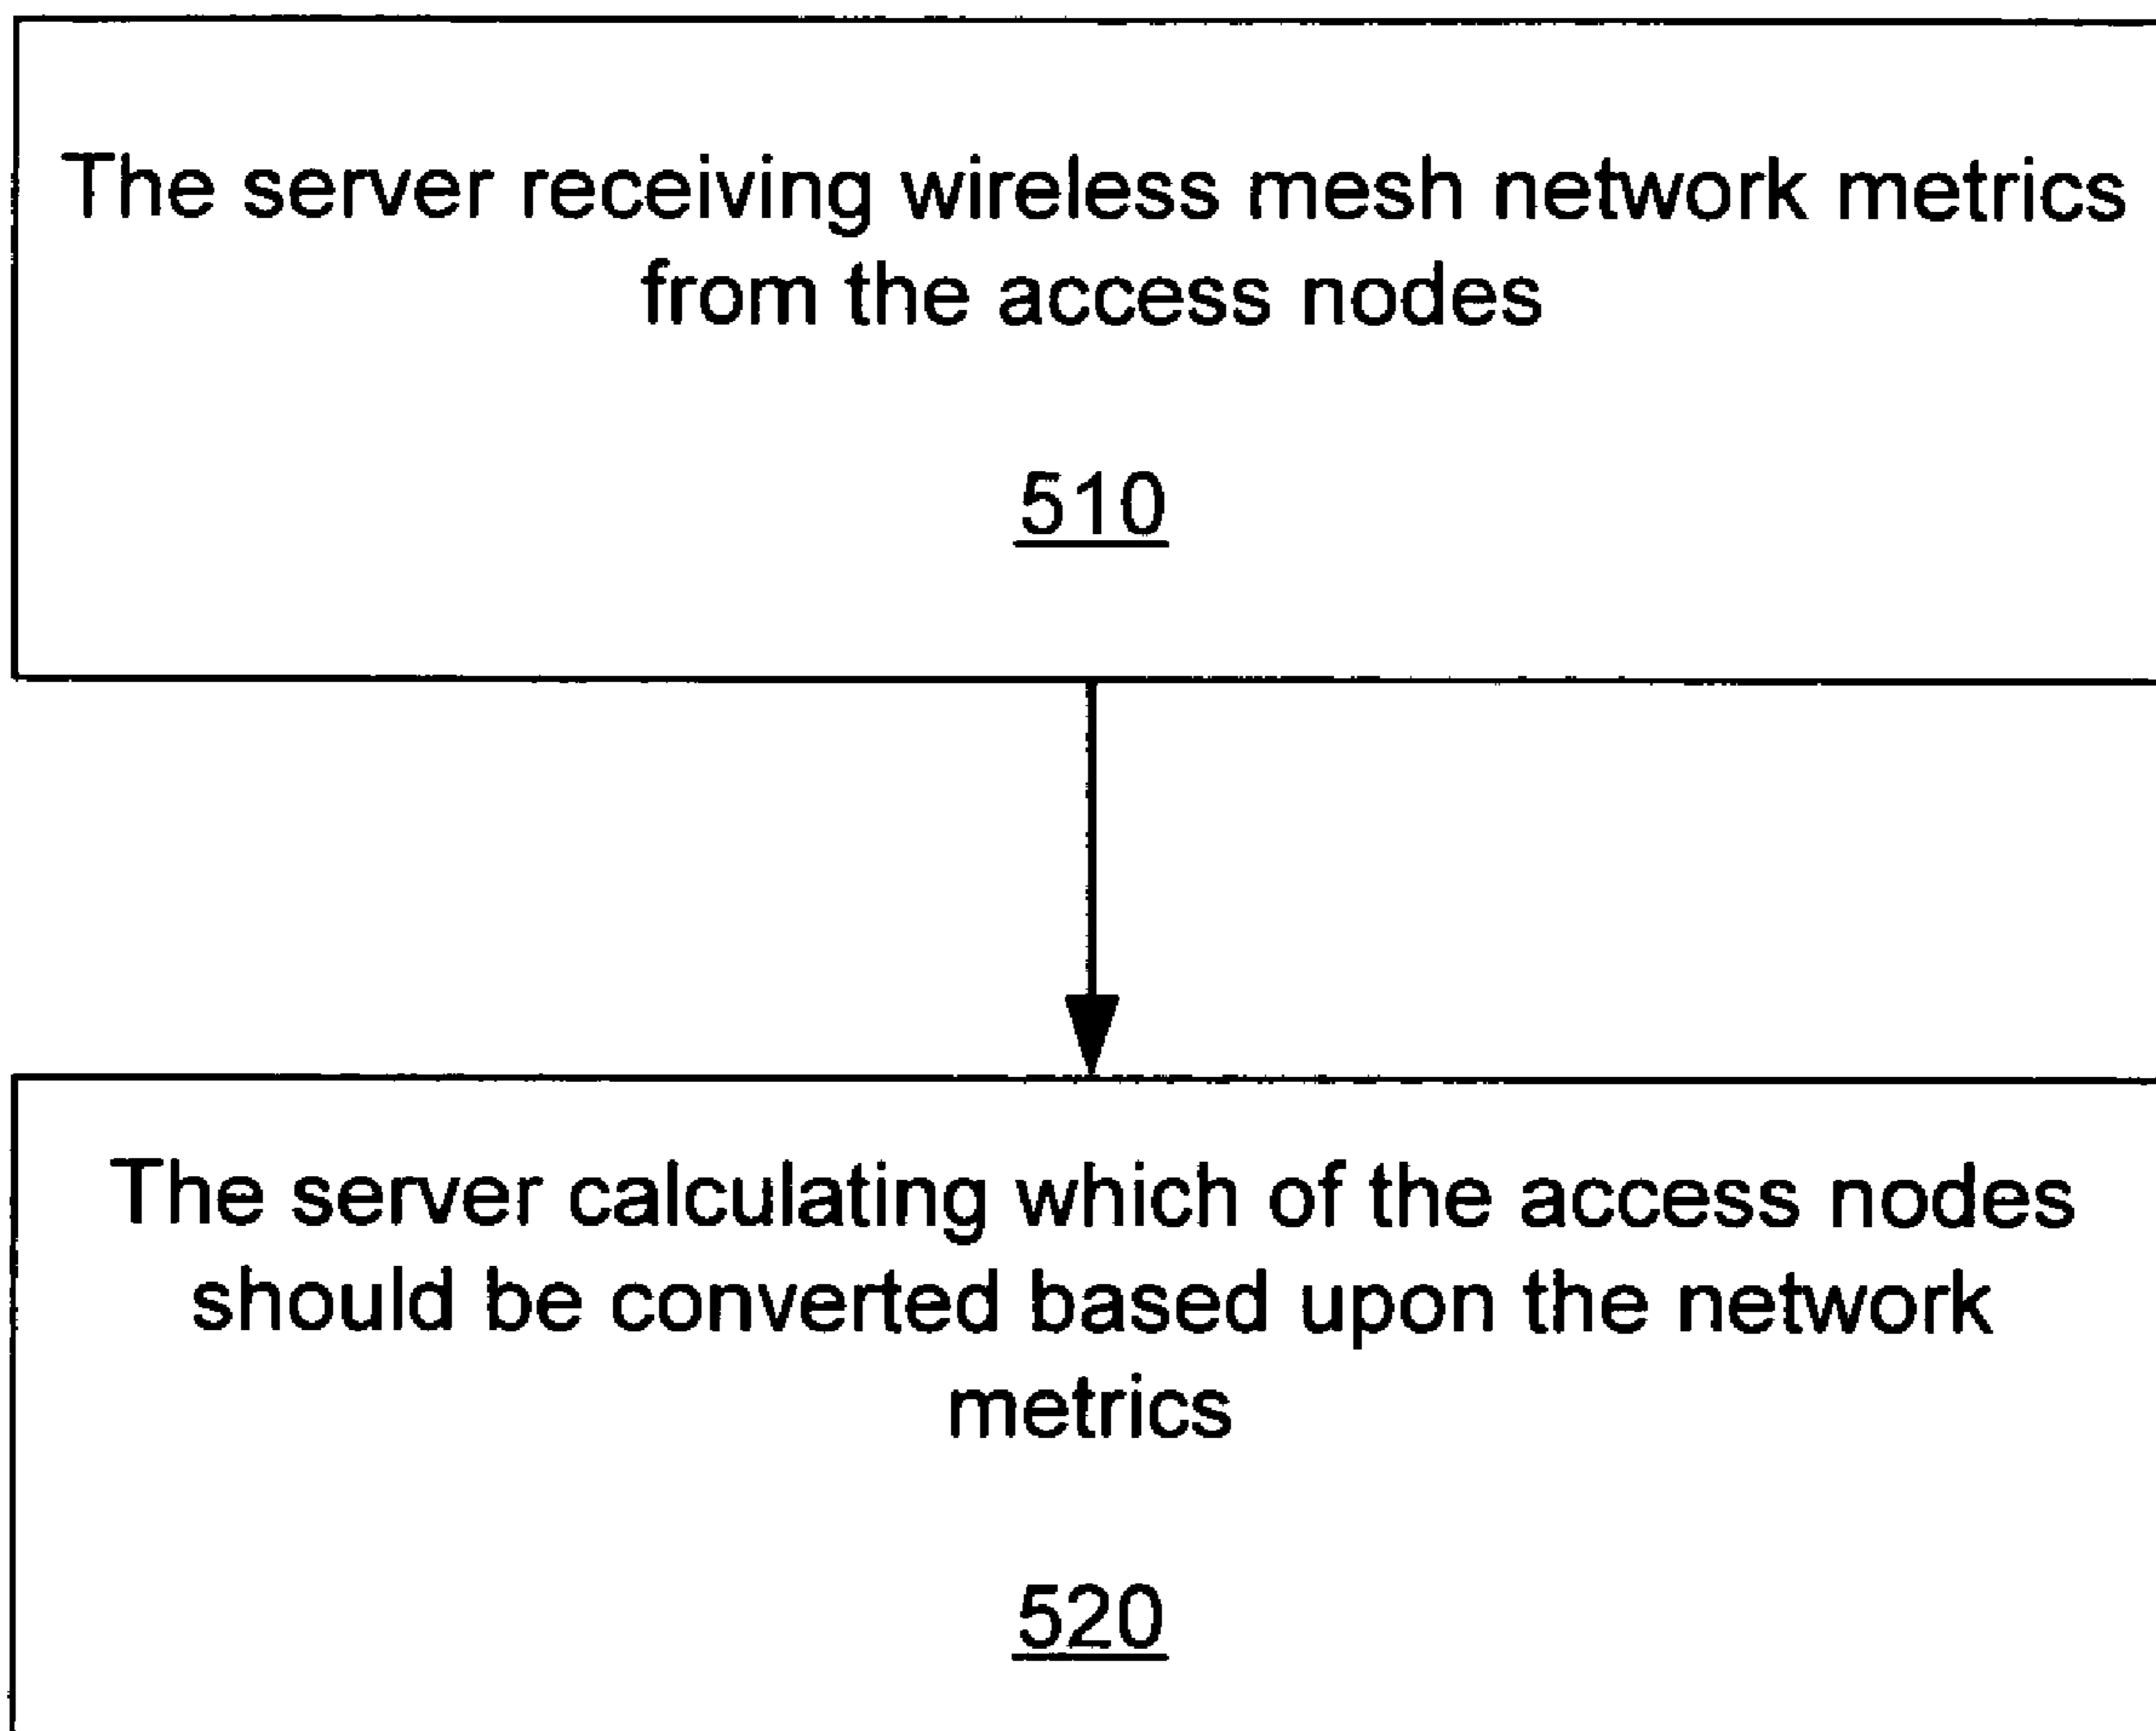 The server receiving wireless mesh network metrics
from the access nodes
510
The server calculating which of the access nodes
should be converted based upon the network
metrics
520